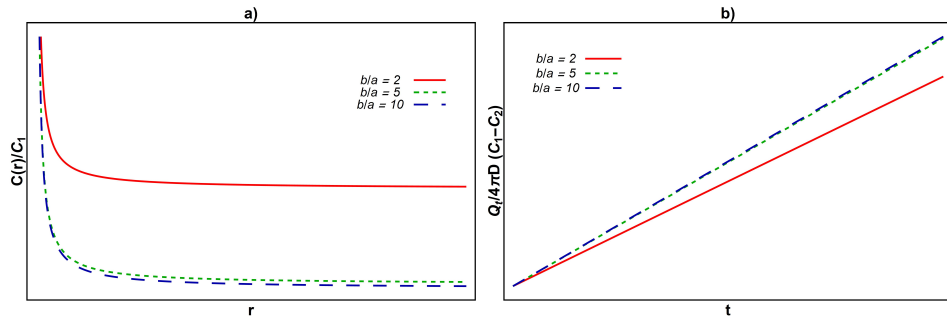 a)
C(r)/C₁
b/a = 2
b/a = 5
b/a = 10
r
b)
Qₜ/4πD (C₁−C₂)
b/a = 2
b/a = 5
b/a = 10
t